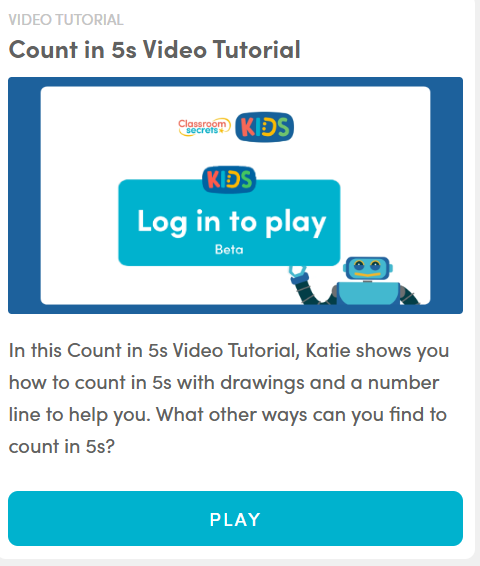 VIDEO TUTORIAL
Count in 5s Video Tutorial
Classroom
secrets
KIDS
KIDS
Log in to play
Beta
In this Count in 5s Video Tutorial, Katie shows you
how to count in 5s with drawings and a number
line to help you. What other ways can you find to
count in 5s?
PLAY